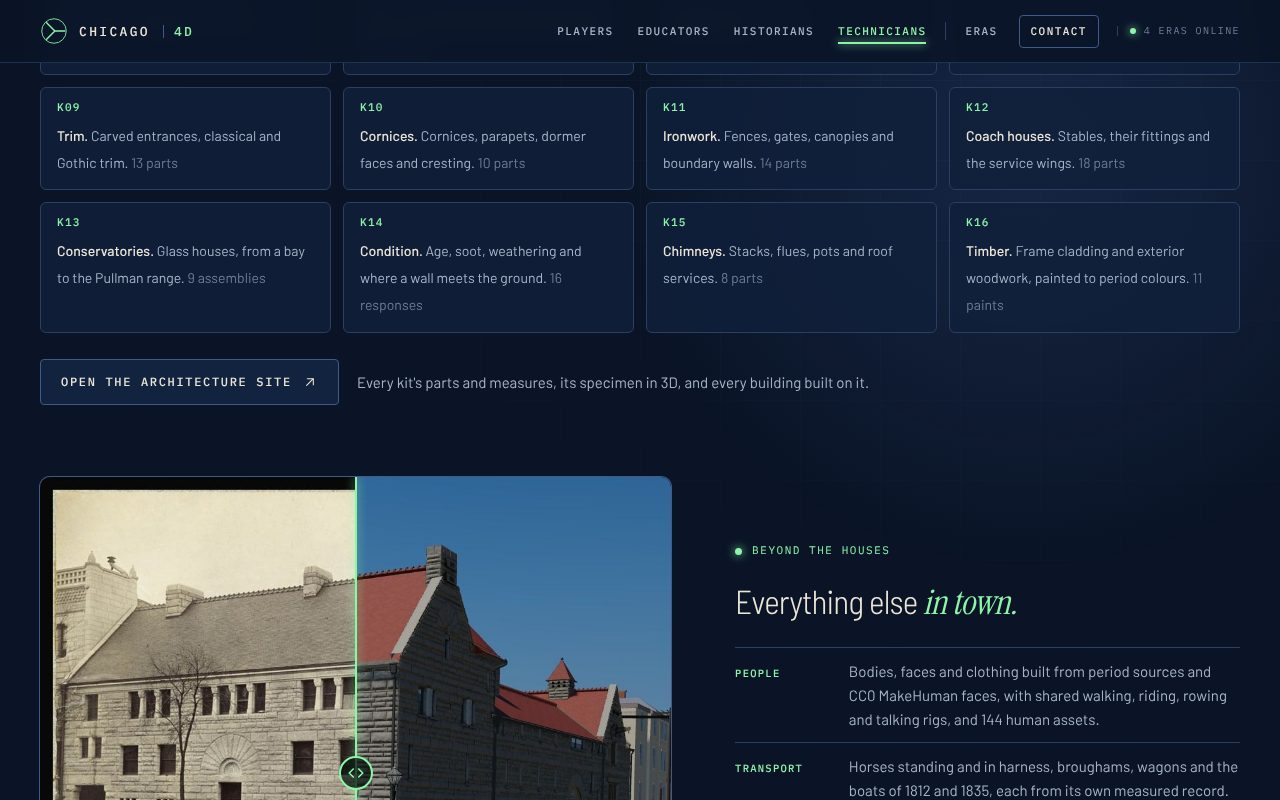 CHICAGO | 4D
PLAYERS
EDUCATORS
HISTORIANS
TECHNICIANS
ERAS
CONTACT
4 ERAS ONLINE
K09
Trim. Carved entrances, classical and
Gothic trim. 13 parts
K10
Cornices. Cornices, parapets, dormer
faces and cresting. 10 parts
K11
Ironwork. Fences, gates, canopies and
boundary walls. 14 parts
K12
Coach houses. Stables, their fittings and
the service wings. 18 parts
K13
Conservatories. Glass houses, from a bay
to the Pullman range. 9 assemblies
K14
Condition. Age, soot, weathering and
where a wall meets the ground. 16
responses
K15
Chimneys. Stacks, flues, pots and roof
services. 8 parts
K16
Timber. Frame cladding and exterior
woodwork, painted to period colours. 11
paints
OPEN THE ARCHITECTURE SITE ↗
Every kit's parts and measures, its specimen in 3D, and every building built on it.
BEYOND THE HOUSES
Everything else in town.
PEOPLE
Bodies, faces and clothing built from period sources and
CC0 MakeHuman faces, with shared walking, riding, rowing
and talking rigs, and 144 human assets.
TRANSPORT
Horses standing and in harness, broughams, wagons and the
boats of 1812 and 1835, each from its own measured record.